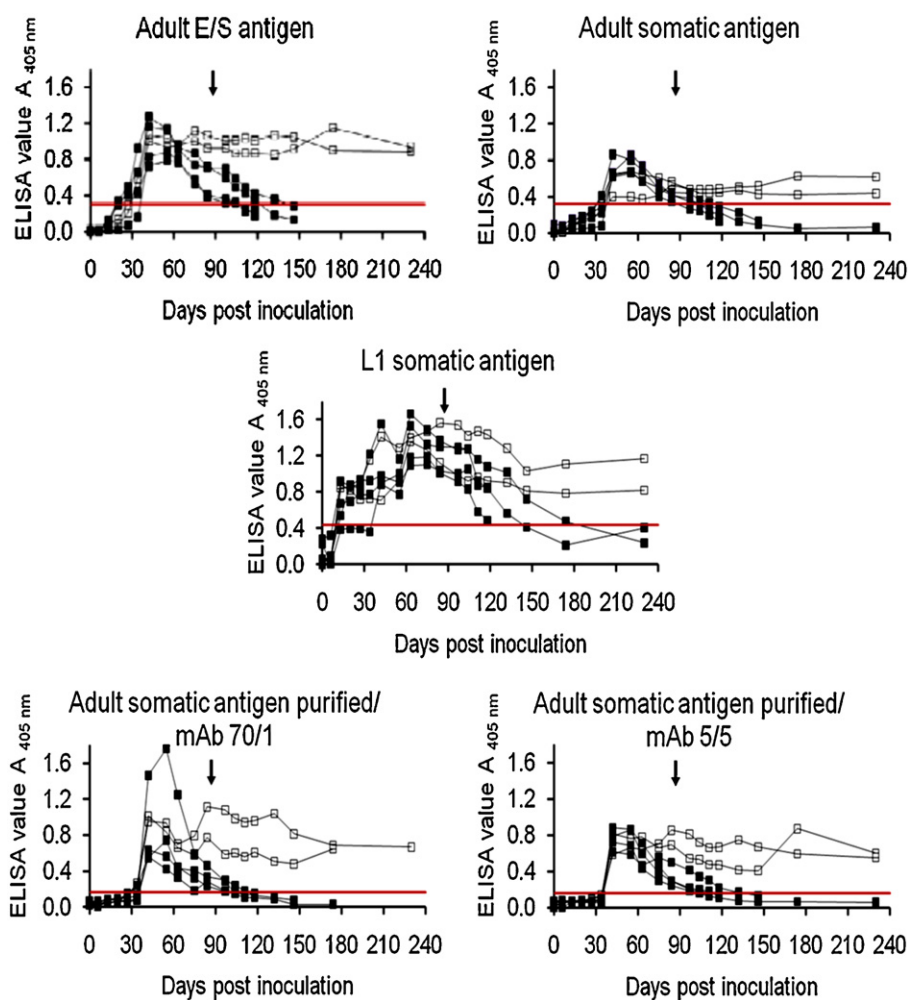 Adult E/S antigen
ELISA value A 405 nm
1.6
1.2
0.8
0.4
0.0
0 30 60 90 120 150 180 210 240
Days post inoculation
Adult somatic antigen
ELISA value A 405 nm
1.6
1.2
0.8
0.4
0.0
0 30 60 90 120 150 180 210 240
Days post inoculation
L1 somatic antigen
ELISA value A 405 nm
1.6
1.2
0.8
0.4
0.0
0 30 60 90 120 150 180 210 240
Days post inoculation
Adult somatic antigen purified/
mAb 70/1
ELISA value A 405 nm
1.6
1.2
0.8
0.4
0.0
0 30 60 90 120 150 180 210 240
Days post inoculation
Adult somatic antigen purified/
mAb 5/5
ELISA value A 405 nm
1.6
1.2
0.8
0.4
0.0
0 30 60 90 120 150 180 210 240
Days post inoculation